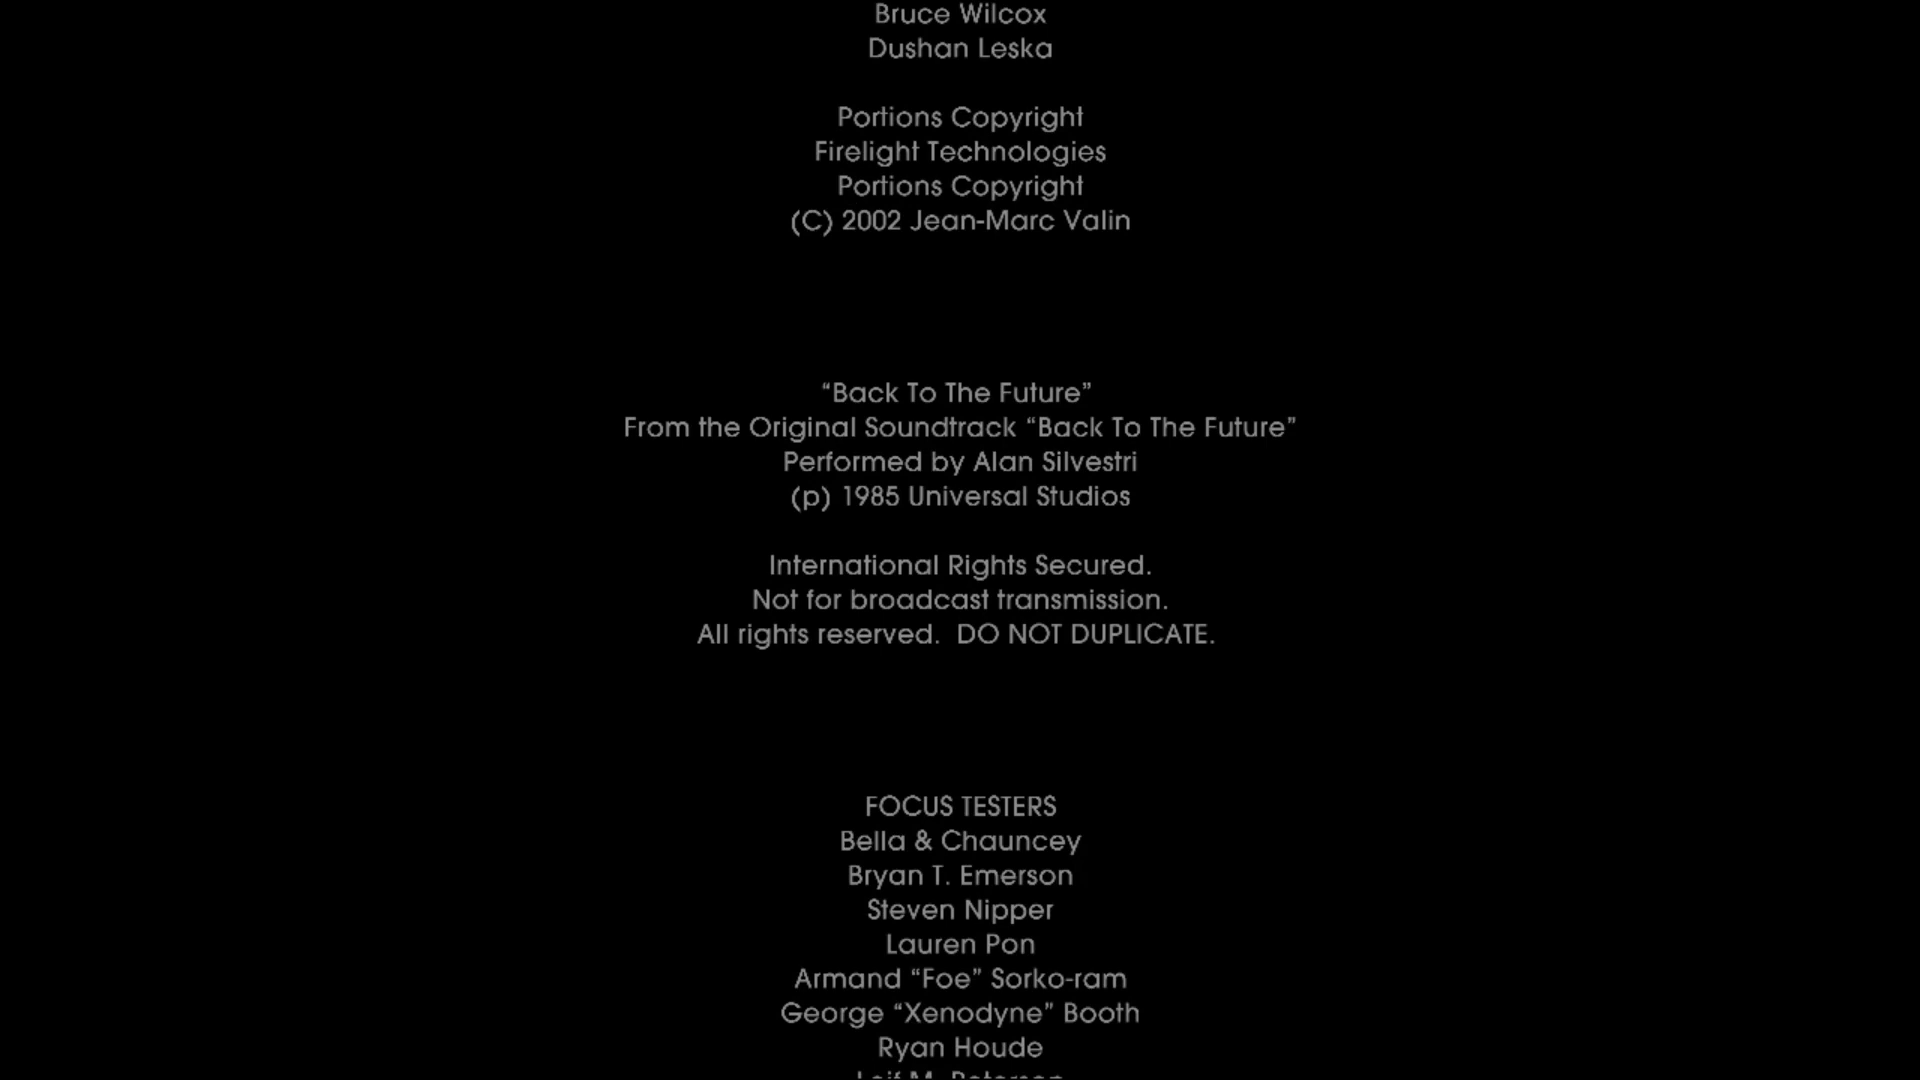 Bruce Wilcox
Dushan Leska
Portions Copyright
Firelight Technologies
Portions Copyright
(C) 2002 Jean-Marc Valin
“Back To The Future”
From the Original Soundtrack “Back To The Future”
Performed by Alan Silvestri
(p) 1985 Universal Studios
International Rights Secured.
Not for broadcast transmission.
All rights reserved.  DO NOT DUPLICATE.
FOCUS TESTERS
Bella & Chauncey
Bryan T. Emerson
Steven Nipper
Lauren Pon
Armand “Foe” Sorko-ram
George “Xenodyne” Booth
Ryan Houde